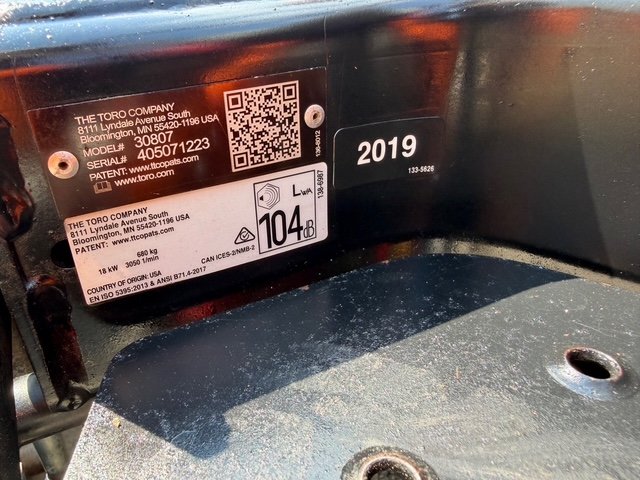 THE TORO COMPANY
8111 Lyndale Avenue South
Bloomington, MN 55420-1196 USA
MODEL# 30807
SERIAL# 405071223
PATENT: www.ttcopats.com
www.toro.com
138-8012
2019
133-5626
THE TORO COMPANY
8111 Lyndale Avenue South
Bloomington, MN 55420-1196 USA
PATENT: www.ttcopats.com
680 kg
18 kW 3050 1/min
CAN ICES-2/NMB-2
COUNTRY OF ORIGIN: USA
EN ISO 5395:2013 & ANSI B71.4-2017
LWA
104 dB
138-6987